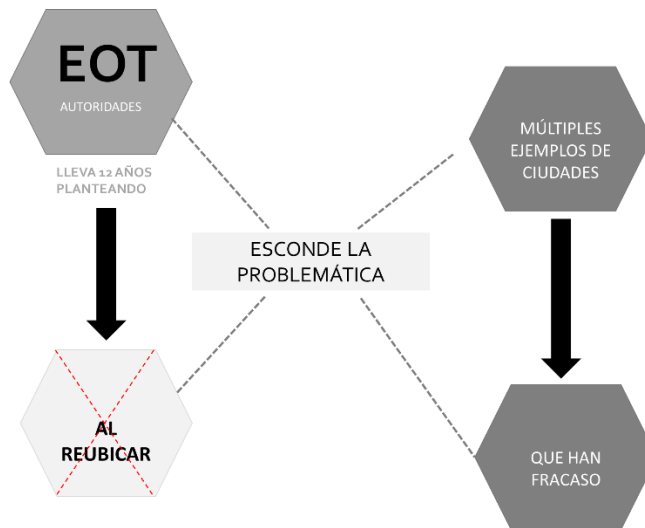 EOT
AUTORIDADES
LLEVA 12 AÑOS
PLANTEANDO
AL
REUBICAR
ESCONDE LA
PROBLEMÁTICA
MÚLTIPLES
EJEMPLOS DE
CIUDADES
QUE HAN
FRACASO